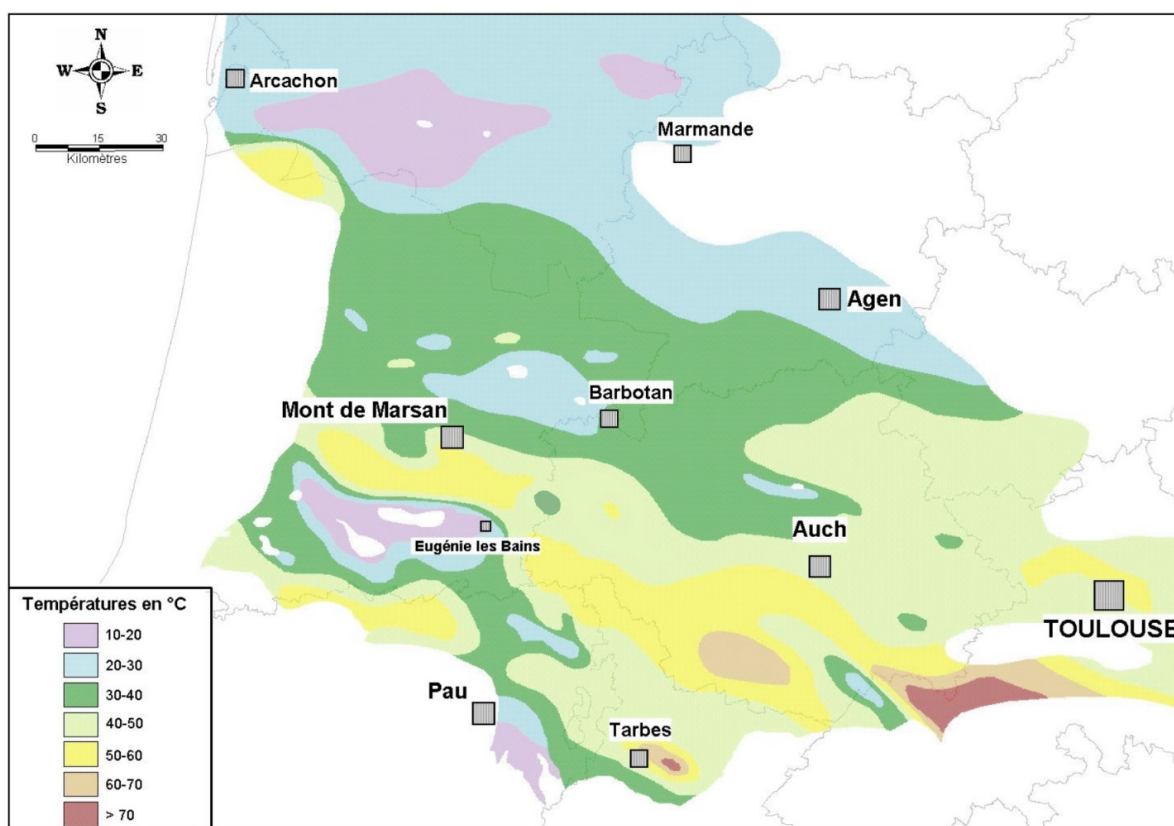 N
W E
S
0 15 30
Kilomètres
Arcachon
Marmande
Agen
Barbotan
Mont de Marsan
Eugénie les Bains
Auch
TOULOUSE
Pau
Tarbes
Températures en °C
10-20
20-30
30-40
40-50
50-60
60-70
> 70